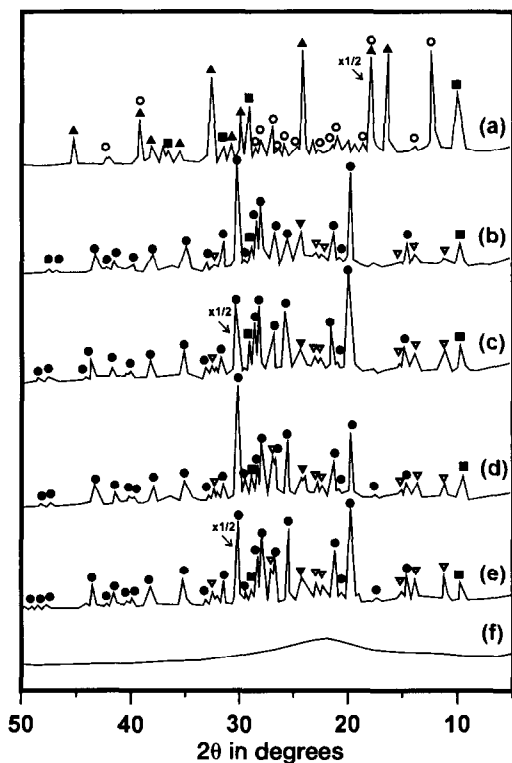 x1/2
(a)
(b)
x1/2
(c)
(d)
x1/2
(e)
(f)
50 40 30 20 10
2θ in degrees